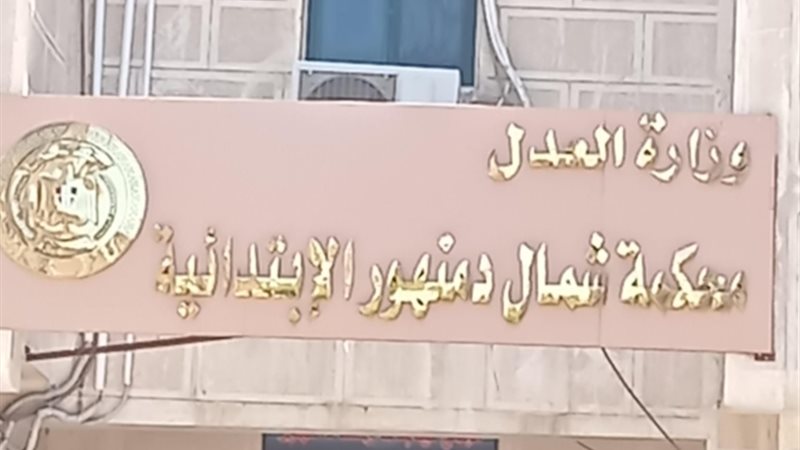 وزارة العدل
محكمة شمال دمنهور الإبتدائية